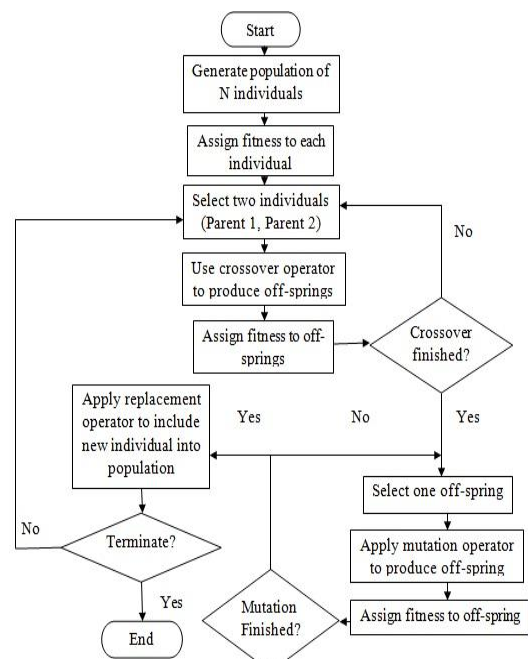 Start
Generate population of
N individuals
Assign fitness to each
individual
Select two individuals
(Parent 1, Parent 2)
No
Use crossover operator
to produce off-springs
Assign fitness to off-
springs
Crossover
finished?
Apply replacement
operator to include
new individual into
population
Yes
No
Yes
Select one off-spring
Apply mutation operator
to produce off-spring
Assign fitness to off-spring
Mutation
Finished?
No
Terminate?
Yes
End